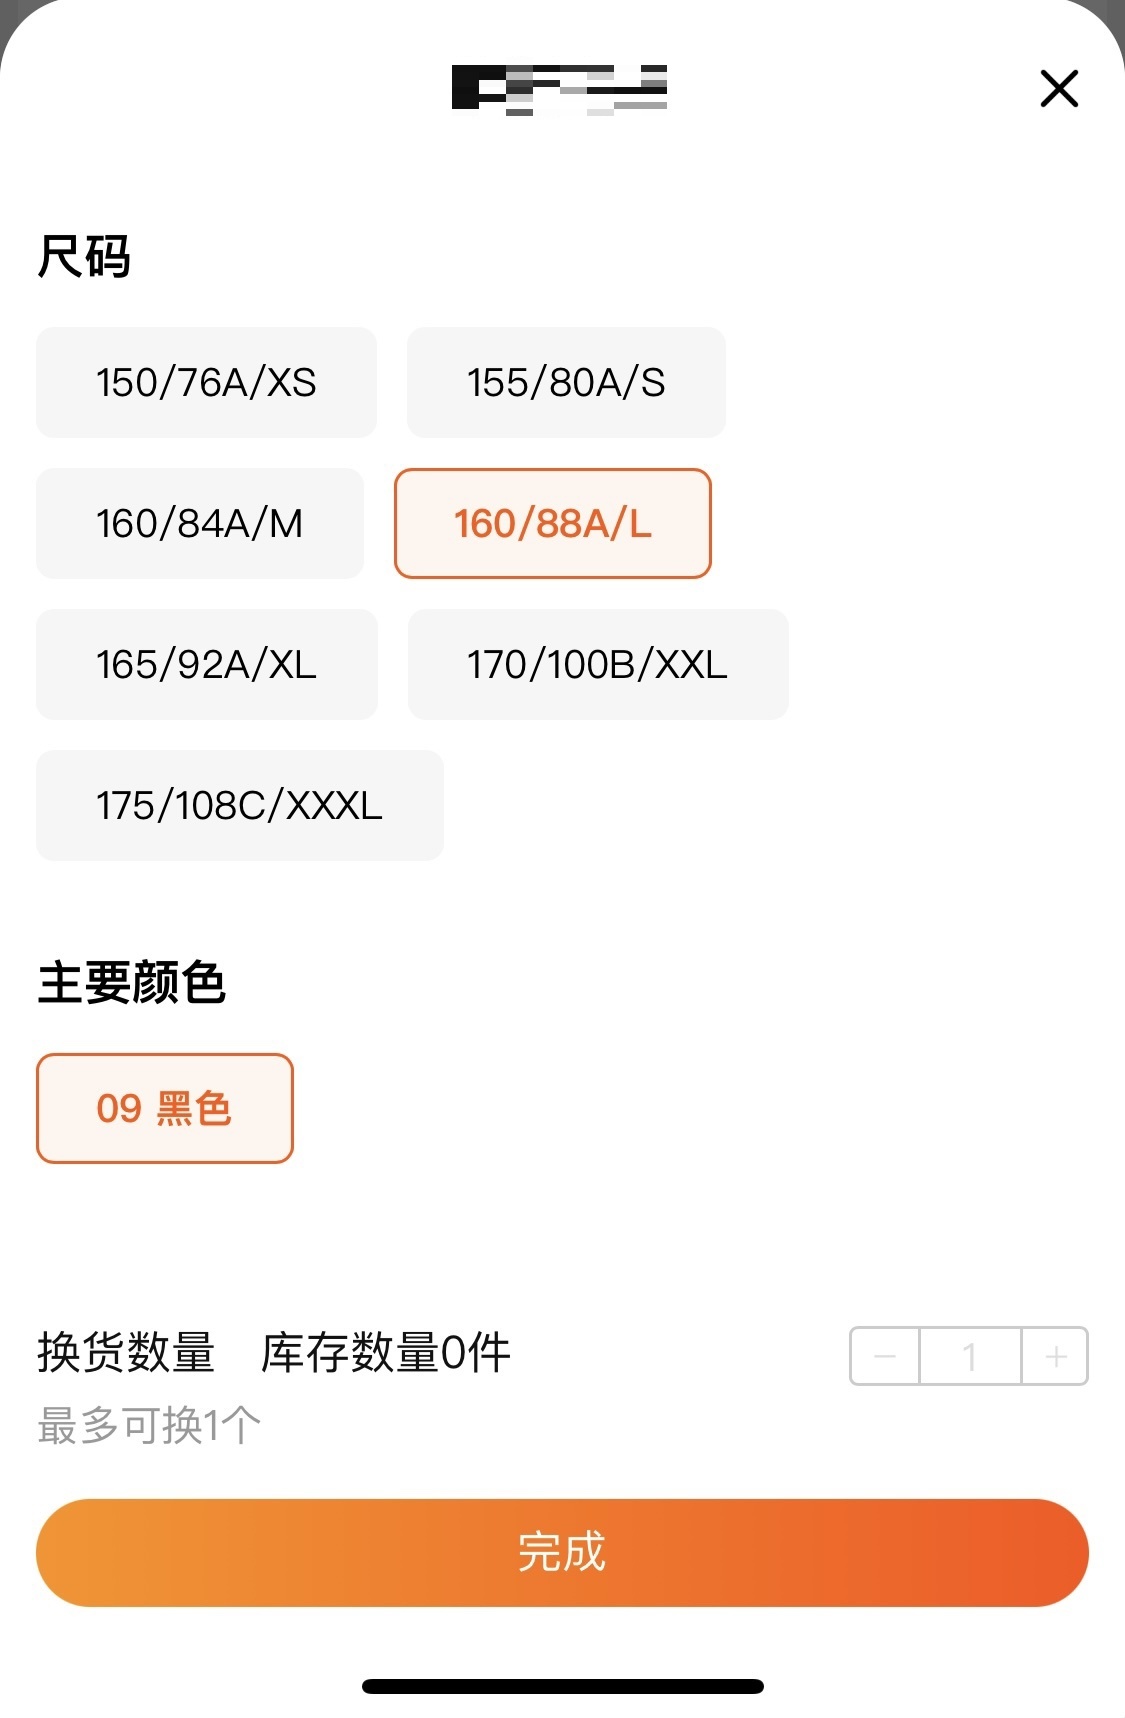 尺码
150/76A/XS 155/80A/S
160/84A/M 160/88A/L
165/92A/XL 170/100B/XXL
175/108C/XXXL
主要颜色
09 黑色
换货数量 库存数量0件 − 1 +
最多可换1个
完成